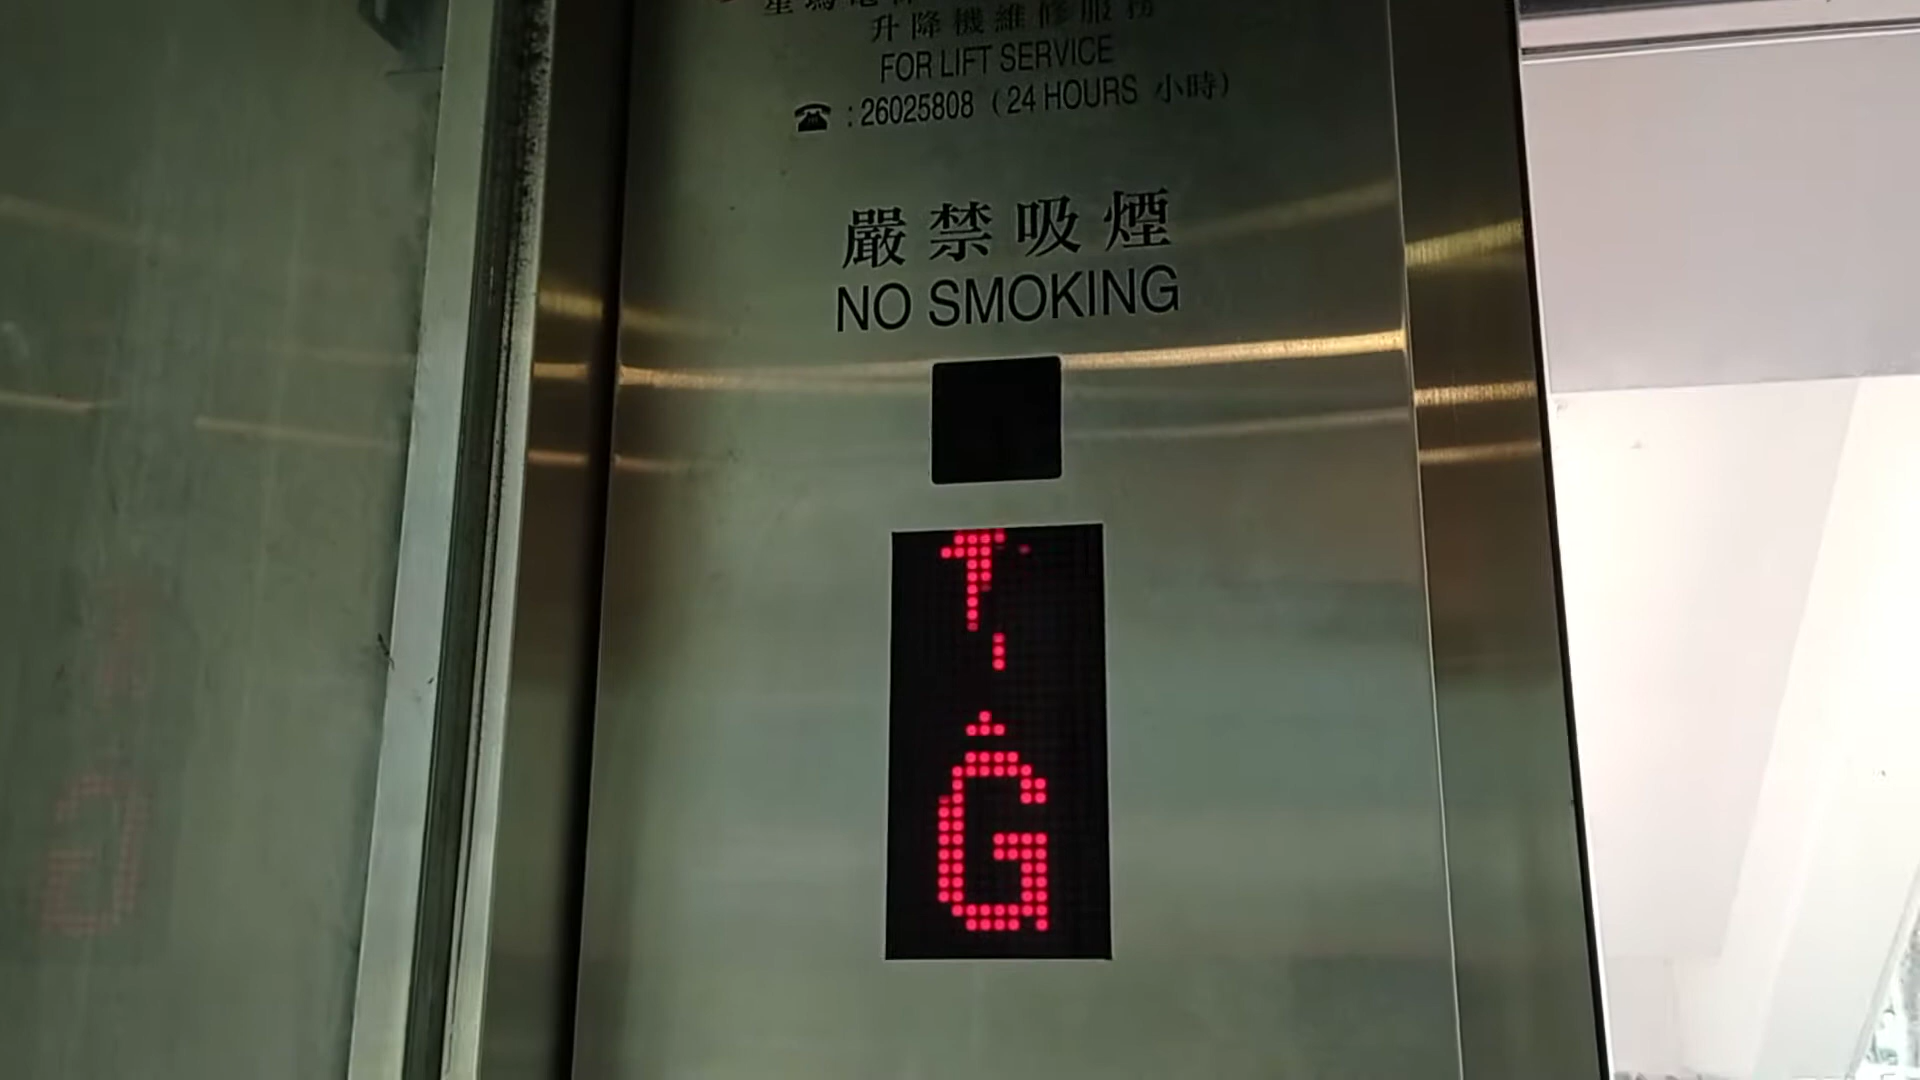 升降機維修服務
FOR LIFT SERVICE
☎ : 26025808 (24 HOURS 小時)
嚴禁吸煙
NO SMOKING
G